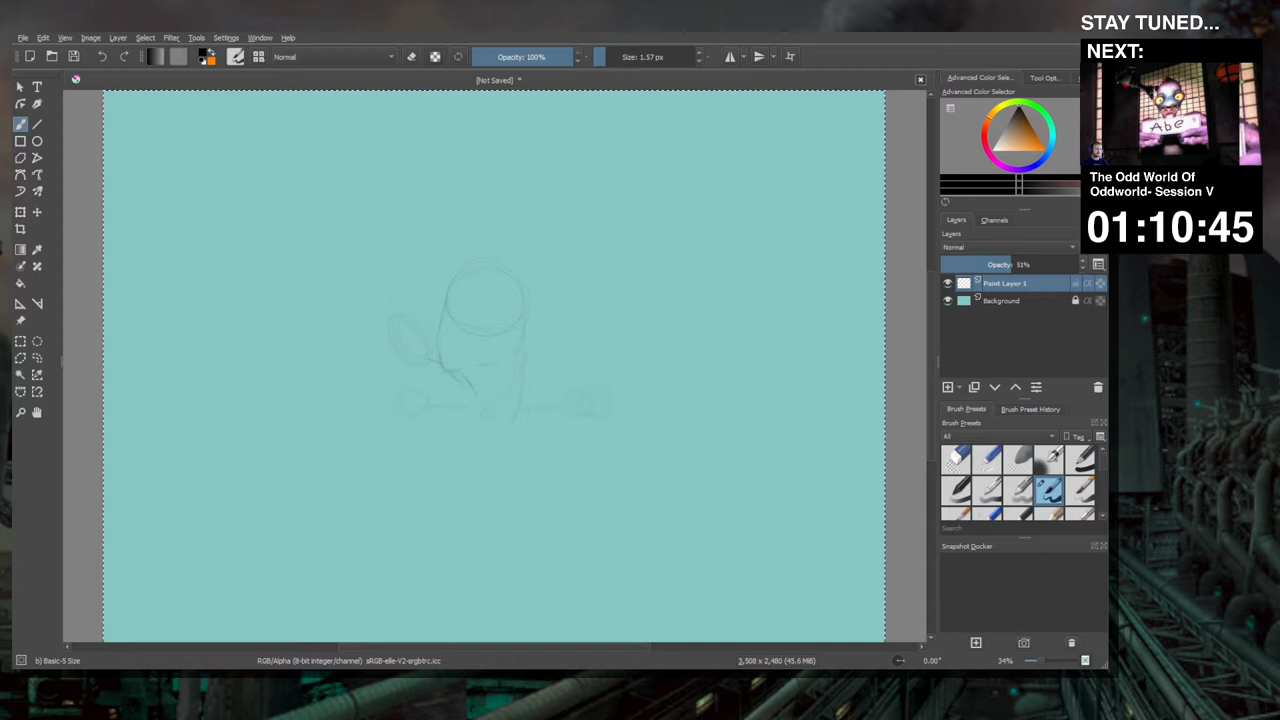 STAY TUNED...
NEXT:
Abe
The Odd World Of
Oddworld- Session V
01:10:45
File Edit View Image Layer Select Filter Tools Settings Window Help
Normal
Opacity: 100%
Size: 1.57 px
[Not Saved]
Advanced Color Sele...
Tool Opt...
Advanced Color Selector
Layers Channels
Layers
Normal
Opacity: 51%
Paint Layer 1
Background
Brush Presets Brush Preset History
Brush Presets
All
Tag
Search
Snapshot Docker
b) Basic-5 Size
RGB/Alpha (8-bit integer/channel) sRGB-elle-V2-srgbtrc.icc
3,508 x 2,480 (45.6 MiB)
0.00°
34%